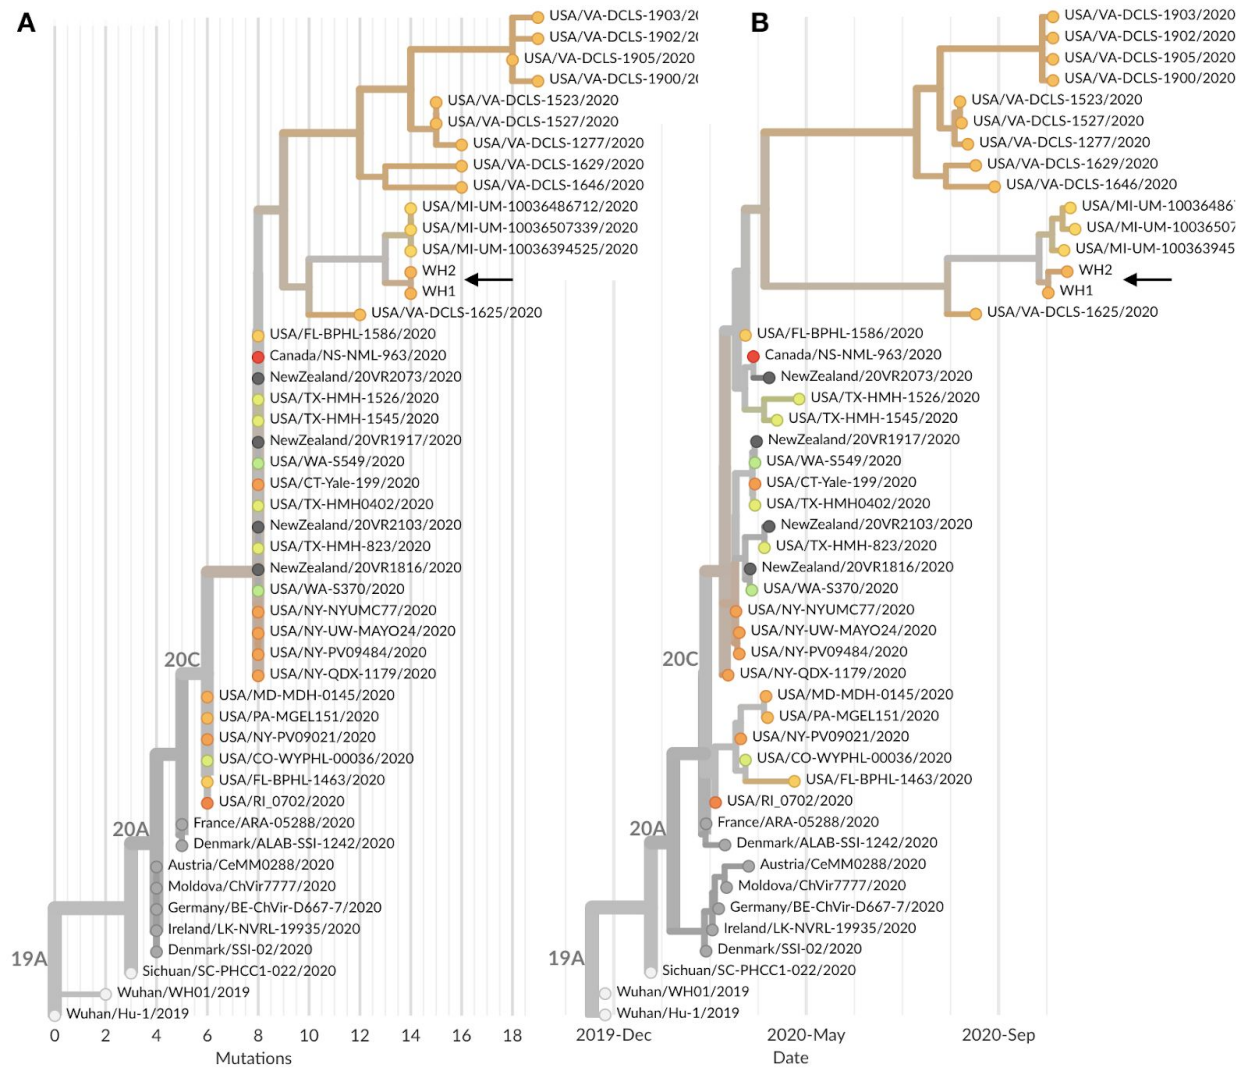 A
USA/VA-DCLS-1903/20
USA/VA-DCLS-1902/20
USA/VA-DCLS-1905/2020
USA/VA-DCLS-1900/20
USA/VA-DCLS-1523/2020
USA/VA-DCLS-1527/2020
USA/VA-DCLS-1277/2020
USA/VA-DCLS-1629/2020
USA/VA-DCLS-1646/2020
USA/MI-UM-10036486712/2020
USA/MI-UM-10036507339/2020
USA/MI-UM-10036394525/2020
WH2
WH1
USA/VA-DCLS-1625/2020
USA/FL-BPHL-1586/2020
Canada/NS-NML-963/2020
NewZealand/20VR2073/2020
USA/TX-HMH-1526/2020
USA/TX-HMH-1545/2020
NewZealand/20VR1917/2020
USA/WA-S549/2020
USA/CT-Yale-199/2020
USA/TX-HMH0402/2020
NewZealand/20VR2103/2020
USA/TX-HMH-823/2020
NewZealand/20VR1816/2020
USA/WA-S370/2020
USA/NY-NYUMC77/2020
USA/NY-UW-MAYO24/2020
USA/NY-PV09484/2020
20C
USA/NY-QDX-1179/2020
USA/MD-MDH-0145/2020
USA/PA-MGEL151/2020
USA/NY-PV09021/2020
USA/CO-WYPHL-00036/2020
USA/FL-BPHL-1463/2020
USA/RI_0702/2020
France/ARA-05288/2020
20A
Denmark/ALAB-SSI-1242/2020
Austria/CeMM0288/2020
Moldova/ChVir7777/2020
Germany/BE-ChVir-D667-7/2020
Ireland/LK-NVRL-19935/2020
Denmark/SSI-02/2020
19A
Sichuan/SC-PHCC1-022/2020
Wuhan/WH01/2019
Wuhan/Hu-1/2019
0 2 4 6 8 10 12 14 16 18
Mutations
B
USA/VA-DCLS-1903/2020
USA/VA-DCLS-1902/2020
USA/VA-DCLS-1905/2020
USA/VA-DCLS-1900/2020
USA/VA-DCLS-1523/2020
USA/VA-DCLS-1527/2020
USA/VA-DCLS-1277/2020
USA/VA-DCLS-1629/2020
USA/VA-DCLS-1646/2020
USA/MI-UM-10036486
USA/MI-UM-10036507
USA/MI-UM-100363945
WH2
WH1
USA/VA-DCLS-1625/2020
USA/FL-BPHL-1586/2020
Canada/NS-NML-963/2020
NewZealand/20VR2073/2020
USA/TX-HMH-1526/2020
USA/TX-HMH-1545/2020
NewZealand/20VR1917/2020
USA/WA-S549/2020
USA/CT-Yale-199/2020
USA/TX-HMH0402/2020
NewZealand/20VR2103/2020
USA/TX-HMH-823/2020
NewZealand/20VR1816/2020
USA/WA-S370/2020
USA/NY-NYUMC77/2020
USA/NY-UW-MAYO24/2020
USA/NY-PV09484/2020
20C
USA/NY-QDX-1179/2020
USA/MD-MDH-0145/2020
USA/PA-MGEL151/2020
USA/NY-PV09021/2020
USA/CO-WYPHL-00036/2020
USA/FL-BPHL-1463/2020
USA/RI_0702/2020
France/ARA-05288/2020
20A
Denmark/ALAB-SSI-1242/2020
Austria/CeMM0288/2020
Moldova/ChVir7777/2020
Germany/BE-ChVir-D667-7/2020
Ireland/LK-NVRL-19935/2020
Denmark/SSI-02/2020
19A
Sichuan/SC-PHCC1-022/2020
Wuhan/WH01/2019
Wuhan/Hu-1/2019
2019-Dec 2020-May 2020-Sep
Date